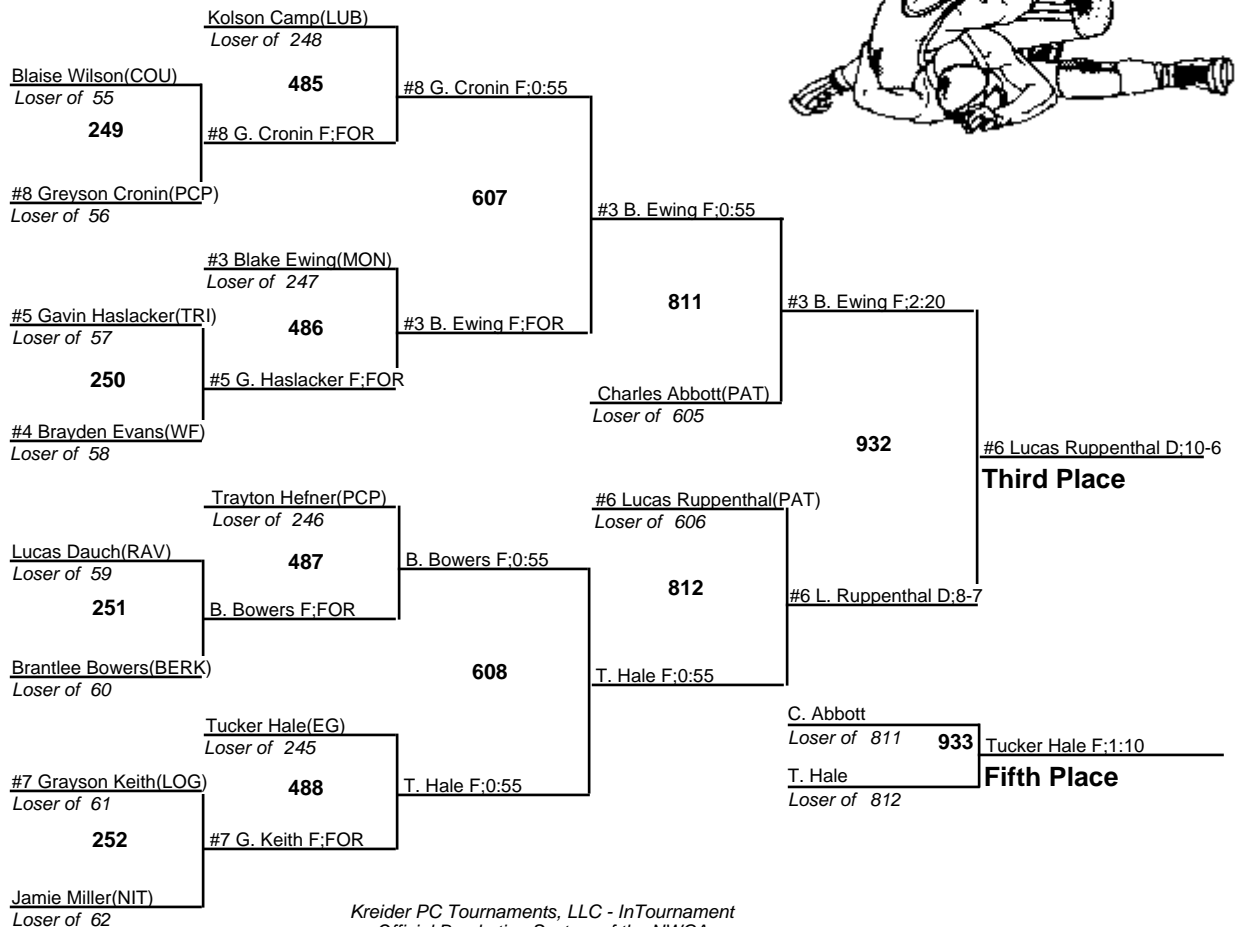 Kolson Camp(LUB)
Loser of 248
Blaise Wilson(COU)
Loser of 55
485
#8 G. Cronin F;0:55
249
#8 G. Cronin F;FOR
#8 Greyson Cronin(PCP)
Loser of 56
607
#3 B. Ewing F;0:55
#3 Blake Ewing(MON)
Loser of 247
#5 Gavin Haslacker(TRI)
Loser of 57
486
#3 B. Ewing F;FOR
811
#3 B. Ewing F;2:20
250
#5 G. Haslacker F;FOR
Charles Abbott(PAT)
Loser of 605
#4 Brayden Evans(WF)
Loser of 58
932
#6 Lucas Ruppenthal D;10-6
Third Place
Trayton Hefner(PCP)
Loser of 246
#6 Lucas Ruppenthal(PAT)
Loser of 606
Lucas Dauch(RAV)
Loser of 59
487
B. Bowers F;0:55
812
#6 L. Ruppenthal D;8-7
251
B. Bowers F;FOR
Brantlee Bowers(BERK)
Loser of 60
608
T. Hale F;0:55
Tucker Hale(EG)
Loser of 245
C. Abbott
Loser of 811
933
Tucker Hale F;1:10
Fifth Place
T. Hale
Loser of 812
#7 Grayson Keith(LOG)
Loser of 61
488
T. Hale F;0:55
252
#7 G. Keith F;FOR
Jamie Miller(NIT)
Loser of 62
Kreider PC Tournaments, LLC - InTournament